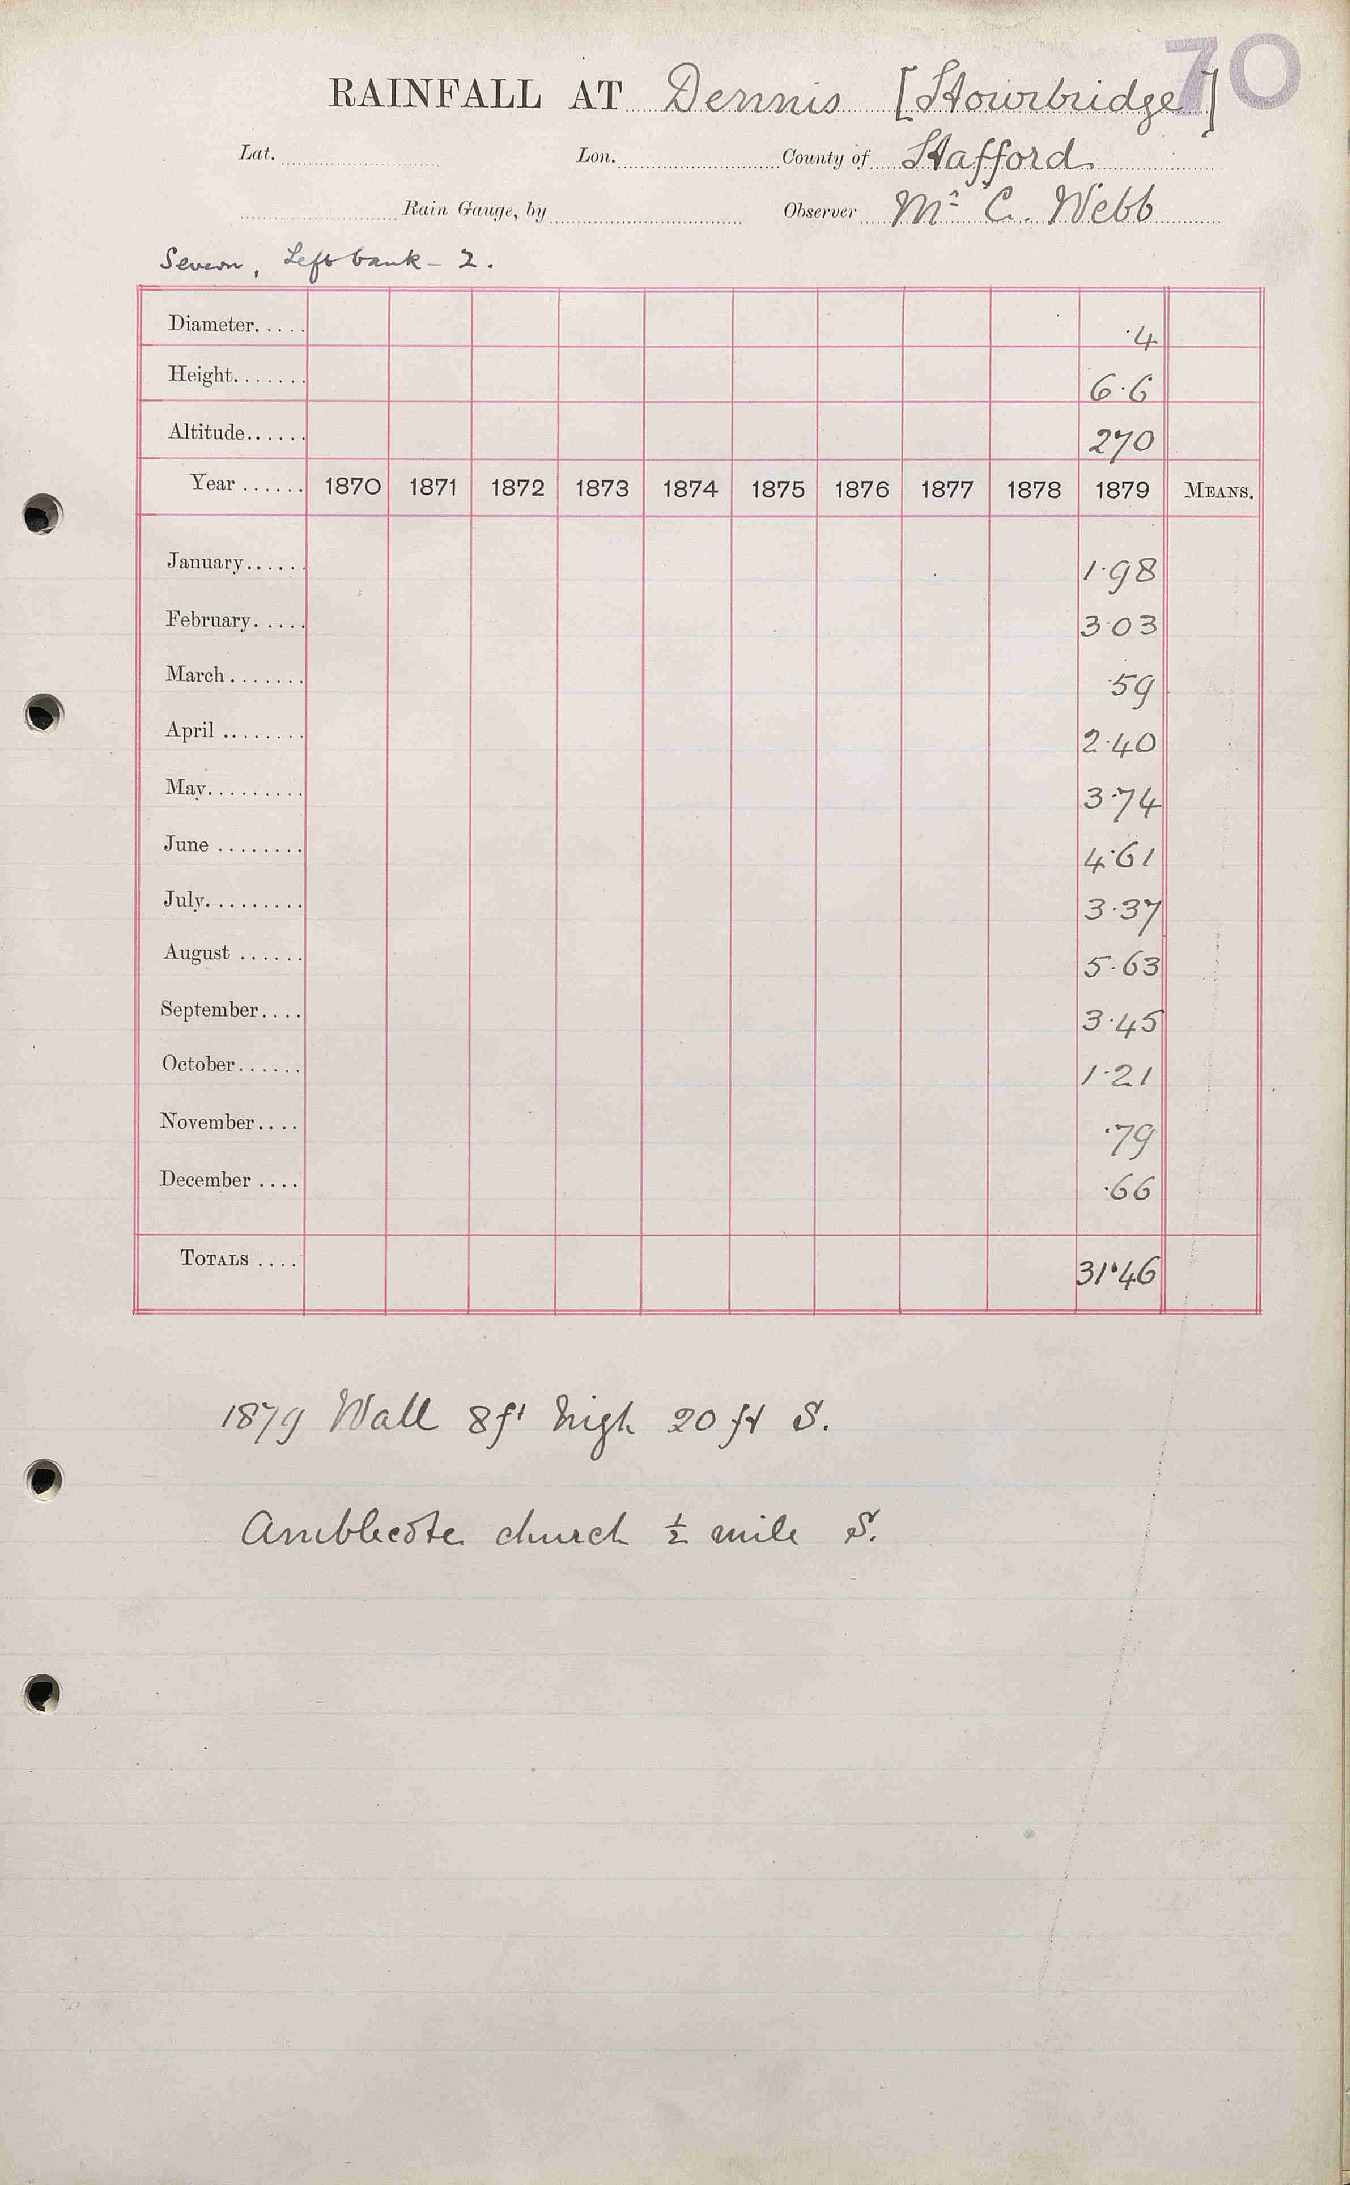 70
RAINFALL AT Dennis [Stourbridge]
Lat. Lon. County of Stafford
Rain Gauge, by Observer Mr C. Webb
Severn, Left bank - 2.
Diameter..... ·4
Height....... 6·6
Altitude...... 270
Year ...... 1870 1871 1872 1873 1874 1875 1876 1877 1878 1879 MEANS.
January...... 1·98
February..... 3·03
March ....... ·59
April ........ 2·40
May......... 3·74
June ........ 4·61
July......... 3·37
August ...... 5·63
September.... 3·45
October...... 1·21
November.... ·79
December .... ·66
TOTALS .... 31·46
1879 Wall 8ft high 20 ft S.
Amblecote church ½ mile S.